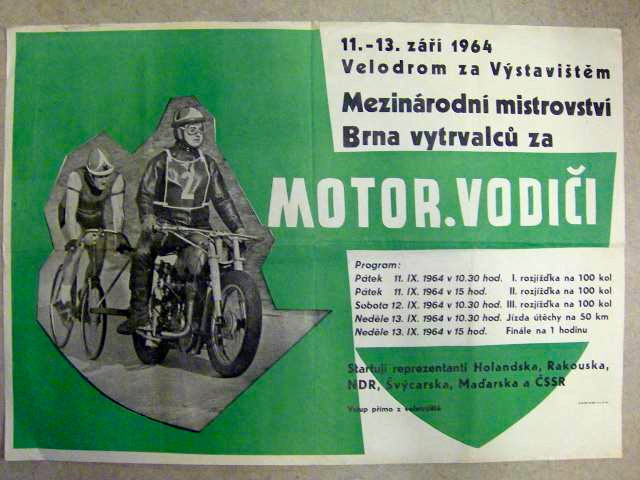 11.-13. září 1964
Velodrom za Výstavištěm
Mezinárodní mistrovství
Brna vytrvalců za
MOTOR.VODIČI
Program:
Pátek 11. IX. 1964 v 10.30 hod. I. rozjížďka na 100 kol
Pátek 11. IX. 1964 v 15 hod. II. rozjížďka na 100 kol
Sobota 12. IX. 1964 v 10.30 hod. III. rozjížďka na 100 kol
Neděle 13. IX. 1964 v 10.30 hod. Jízda útěchy na 50 km
Neděle 13. IX. 1964 v 15 hod. Finále na 1 hodinu
Startují reprezentanti Holandska, Rakouska,
NDR, Švýcarska, Maďarska a ČSSR
Vstup přímo z
2